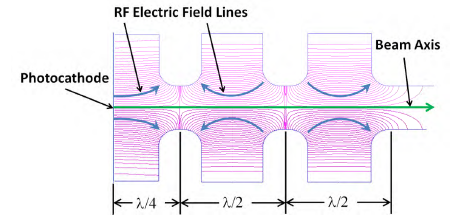 RF Electric Field Lines
Beam Axis
Photocathode
λ/4
λ/2
λ/2